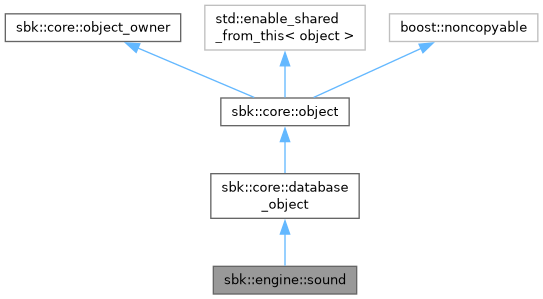 sbk::core::object_owner
std::enable_shared
_from_this< object >
boost::noncopyable
sbk::core::object
sbk::core::database
_object
sbk::engine::sound